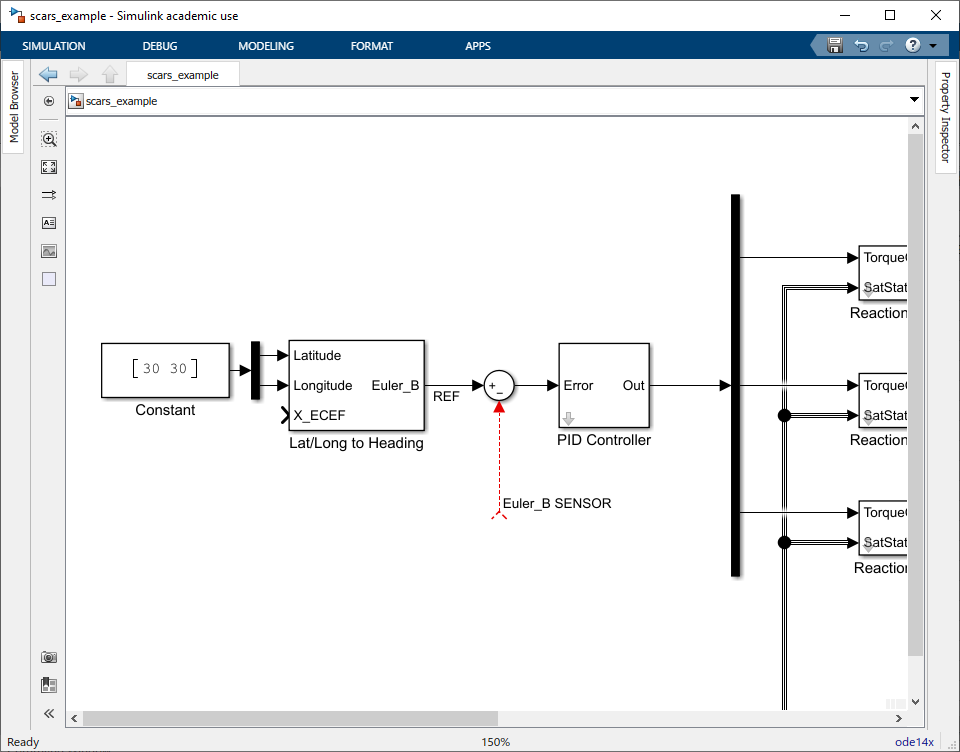 scars_example - Simulink academic use
SIMULATION DEBUG MODELING FORMAT APPS
scars_example
Model Browser
scars_example
Property Inspector
TorqueC
SatStat
Reaction
[ 30 30 ]
Constant
Latitude
Longitude Euler_B
X_ECEF
Lat/Long to Heading
REF
+
-
Error Out
PID Controller
TorqueC
SatStat
Reaction
Euler_B SENSOR
TorqueC
SatStat
Reaction
Ready 150% ode14x